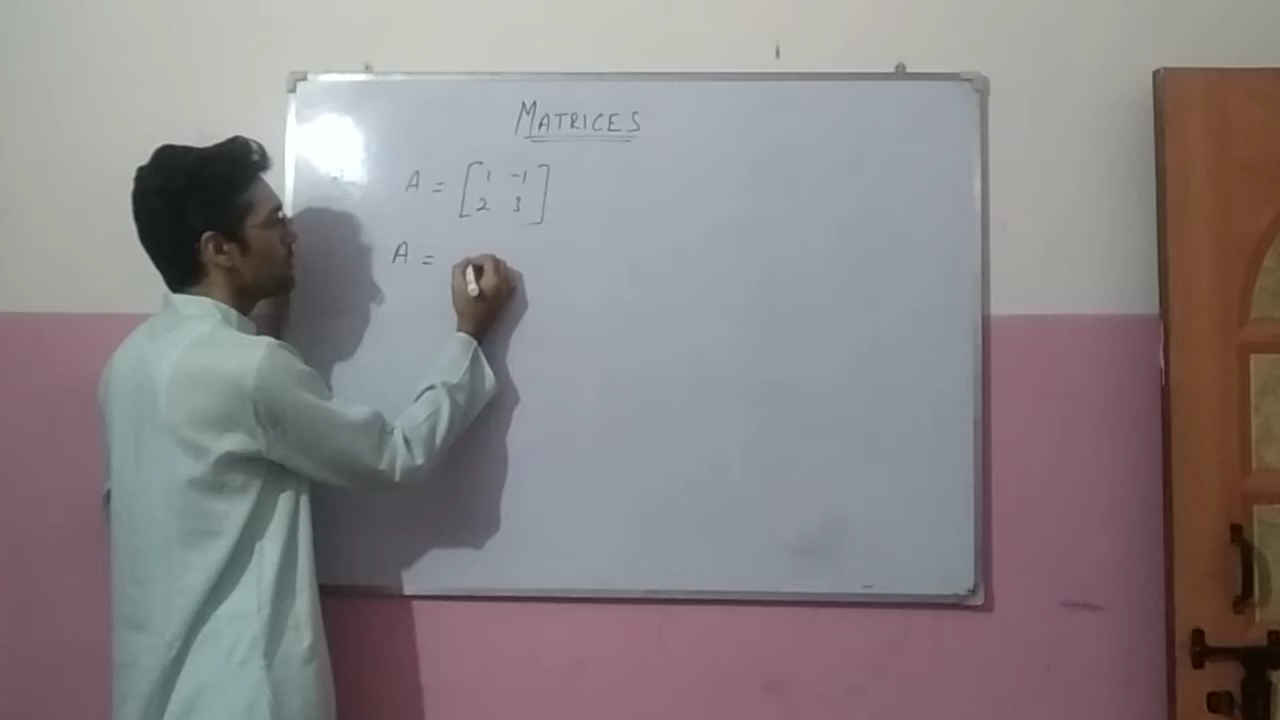 MATRICES
A = [ 1 -1
2 3 ]
A =